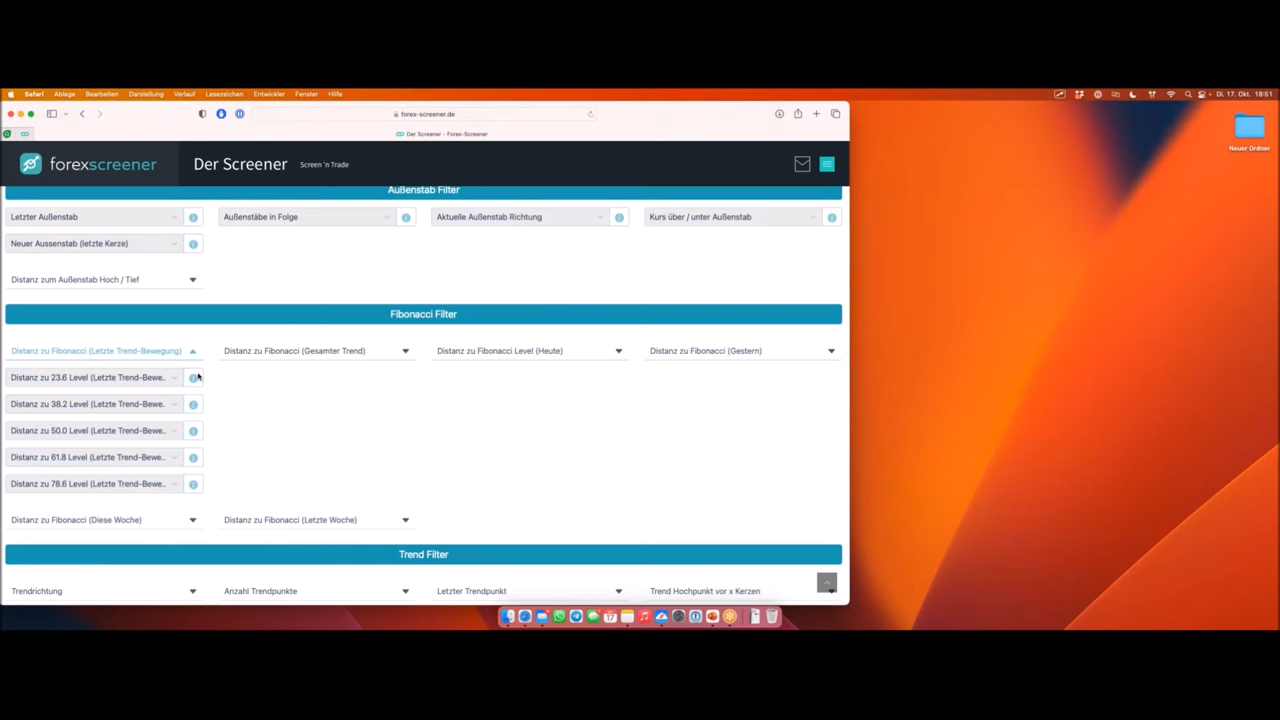 Safari Ablage Bearbeiten Darstellung Verlauf Lesezeichen Entwickler Fenster Hilfe Di. 17. Okt. 18:51
forex-screener.de
Der Screener - Forex-Screener
forexscreener Der Screener Screen 'n Trade
Neuer Ordner
Außenstab Filter
Letzter Außenstab Außenstäbe in Folge Aktuelle Außenstab Richtung Kurs über / unter Außenstab
Neuer Aussenstab (letzte Kerze)
Distanz zum Außenstab Hoch / Tief
Fibonacci Filter
Distanz zu Fibonacci (Letzte Trend-Bewegung) Distanz zu Fibonacci (Gesamter Trend) Distanz zu Fibonacci Level (Heute) Distanz zu Fibonacci (Gestern)
Distanz zu 23.6 Level (Letzte Trend-Bewe..
Distanz zu 38.2 Level (Letzte Trend-Bewe..
Distanz zu 50.0 Level (Letzte Trend-Bewe..
Distanz zu 61.8 Level (Letzte Trend-Bewe..
Distanz zu 78.6 Level (Letzte Trend-Bewe..
Distanz zu Fibonacci (Diese Woche) Distanz zu Fibonacci (Letzte Woche)
Trend Filter
Trendrichtung Anzahl Trendpunkte Letzter Trendpunkt Trend Hochpunkt vor x Kerzen
17